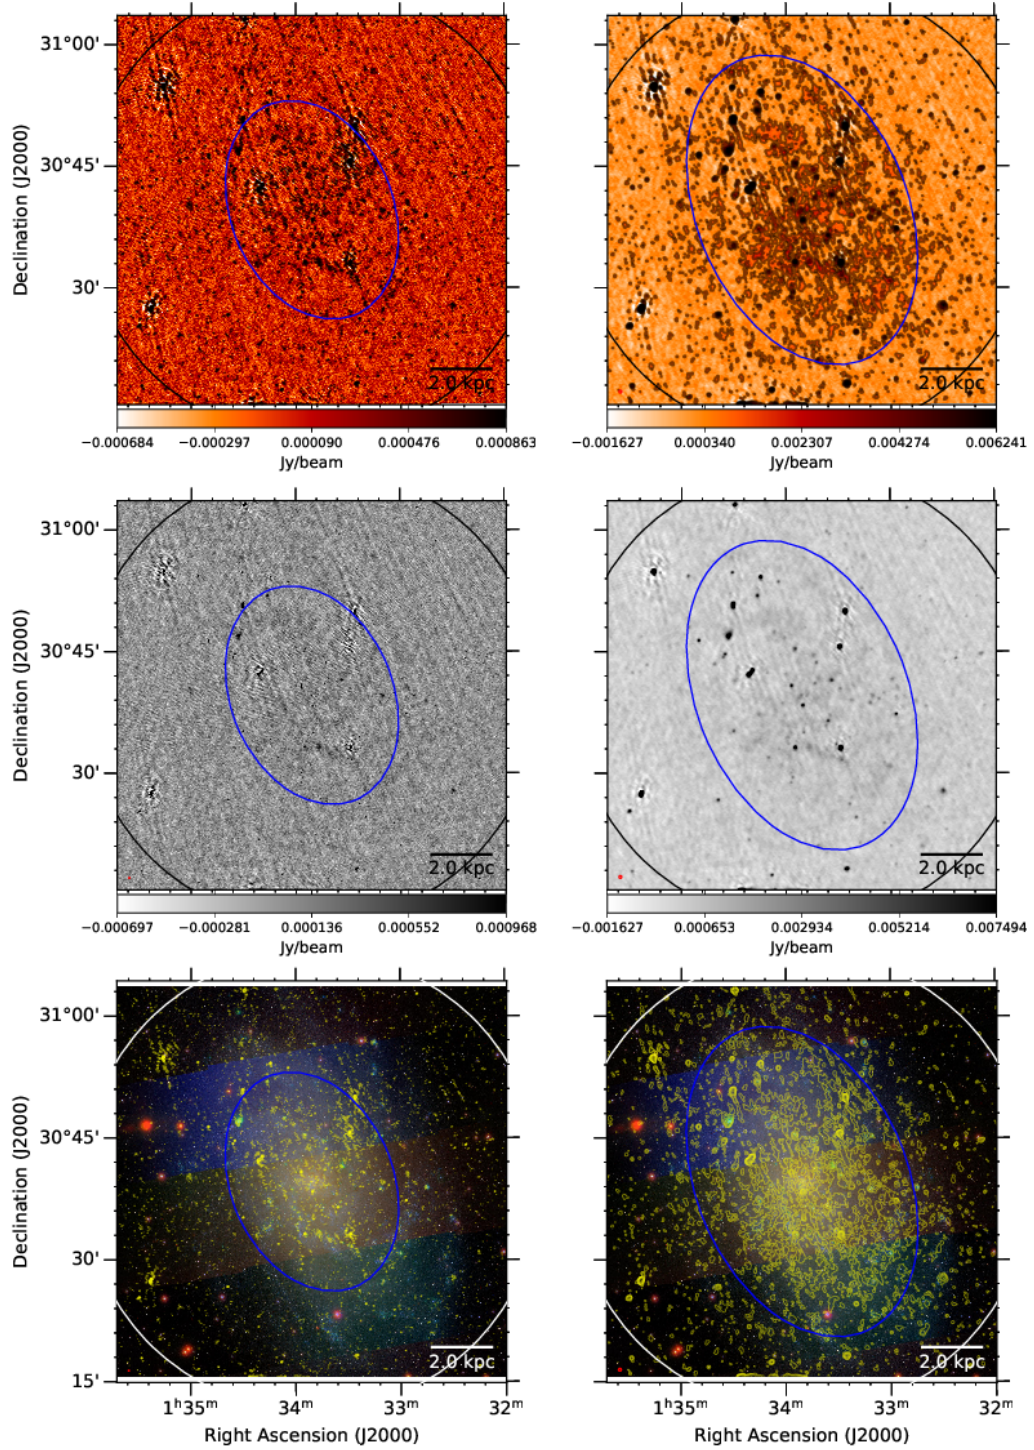 31°00'
30°45'
30'
Declination (J2000)
2.0 kpc
2.0 kpc
−0.000684 −0.000297 0.000090 0.000476 0.000863
Jy/beam
−0.001627 0.000340 0.002307 0.004274 0.006241
Jy/beam
31°00'
30°45'
30'
Declination (J2000)
2.0 kpc
2.0 kpc
−0.000697 −0.000281 0.000136 0.000552 0.000968
Jy/beam
−0.001627 0.000653 0.002934 0.005214 0.007494
Jy/beam
31°00'
30°45'
30'
15'
Declination (J2000)
2.0 kpc
2.0 kpc
1ʰ35ᵐ 34ᵐ 33ᵐ 32ᵐ
Right Ascension (J2000)
1ʰ35ᵐ 34ᵐ 33ᵐ 32ᵐ
Right Ascension (J2000)